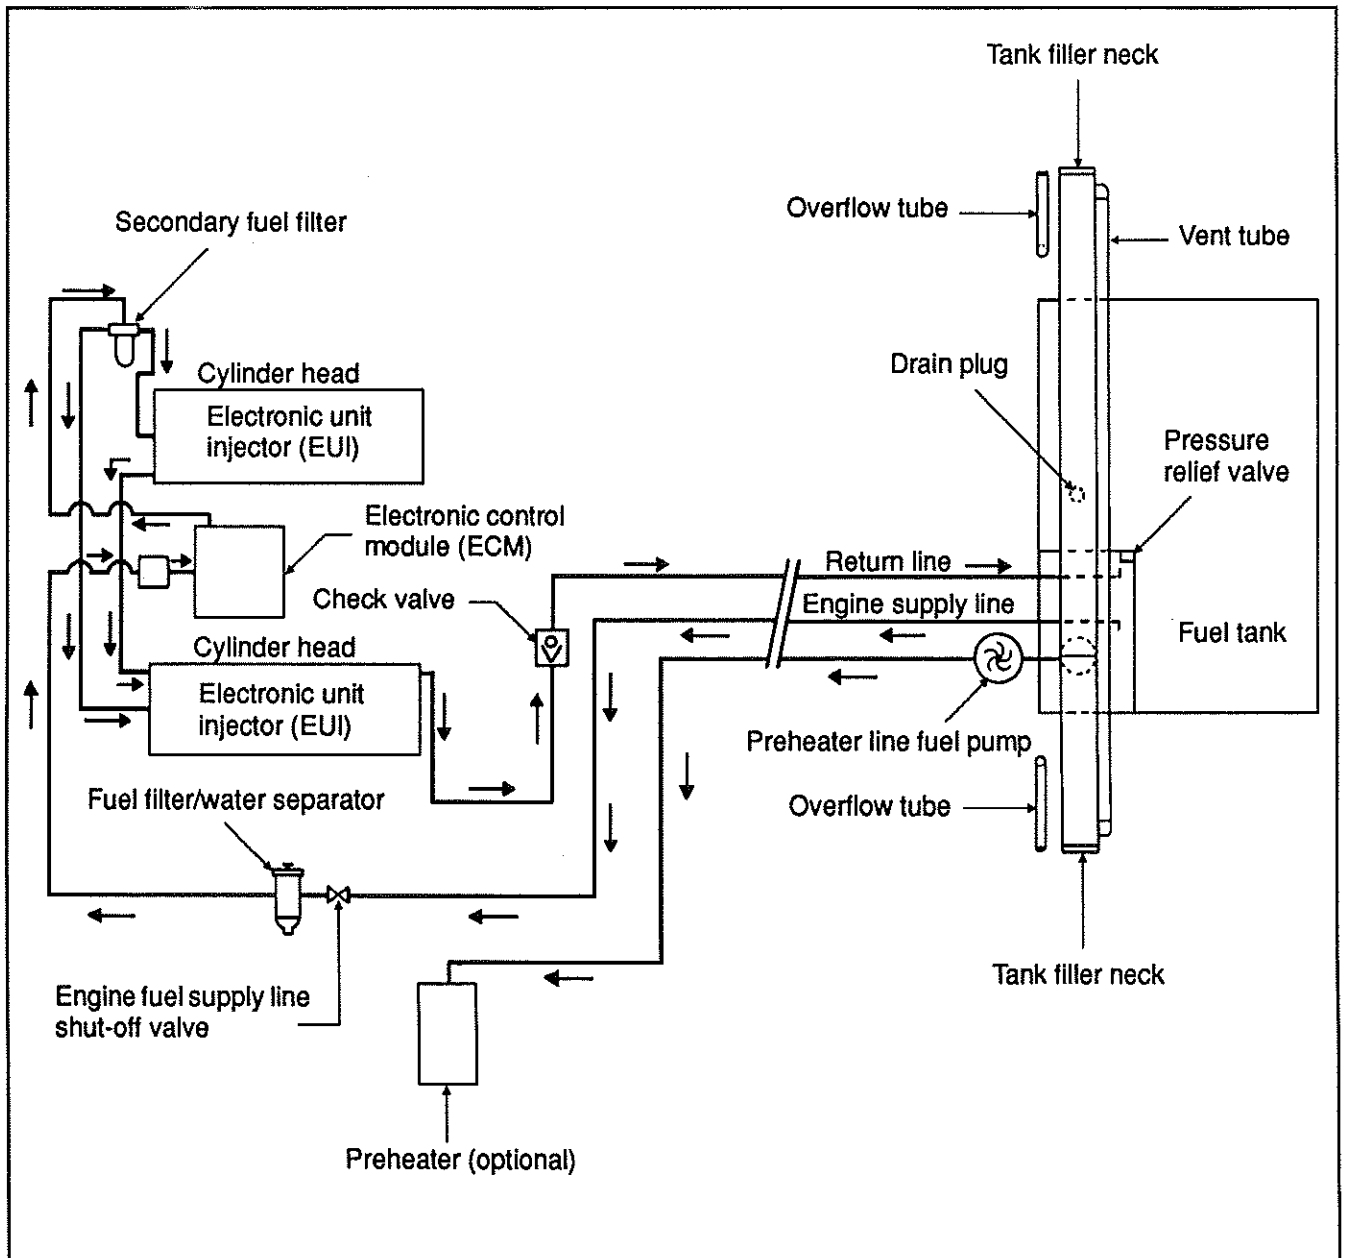 Tank filler neck
Overflow tube
Vent tube
Secondary fuel filter
Drain plug
Cylinder head
Electronic unit
injector (EUI)
Pressure
relief valve
Electronic control
module (ECM)
Return line
Check valve
Engine supply line
Fuel tank
Cylinder head
Electronic unit
injector (EUI)
Preheater line fuel pump
Fuel filter/water separator
Overflow tube
Tank filler neck
Engine fuel supply line
shut-off valve
Preheater (optional)